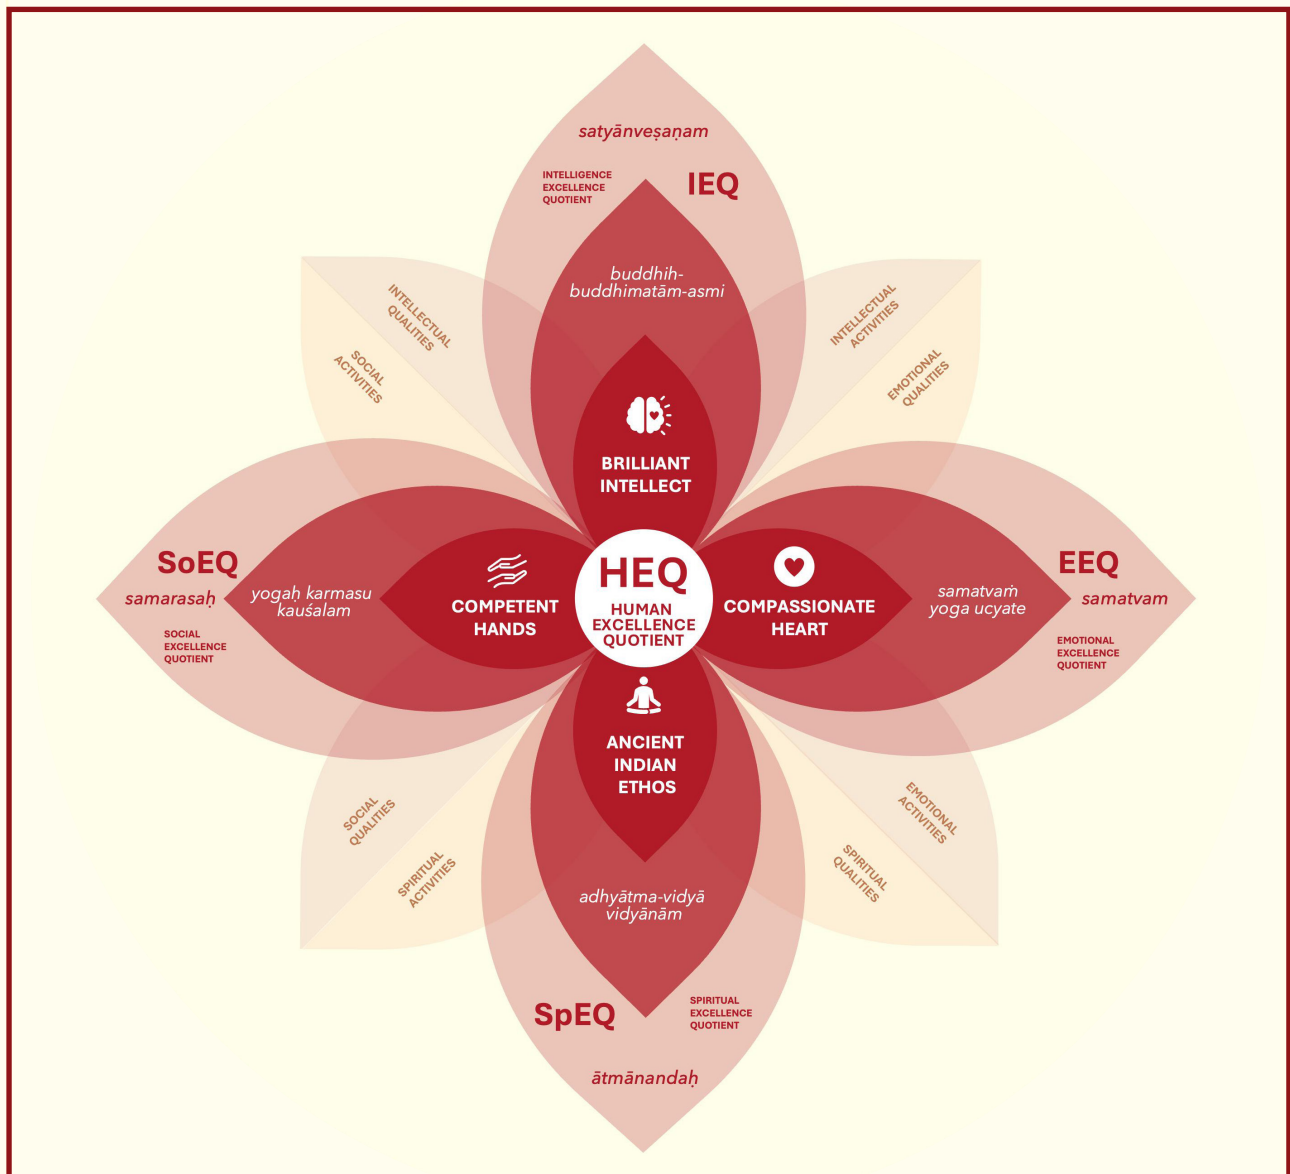 satyānveṣaṇam
INTELLIGENCE
EXCELLENCE
QUOTIENT
IEQ
buddhih-
buddhimatām-asmi
INTELLECTUAL
QUALITIES
SOCIAL
ACTIVITIES
INTELLECTUAL
ACTIVITIES
EMOTIONAL
QUALITIES
BRILLIANT
INTELLECT
SoEQ
samarasaḥ
SOCIAL
EXCELLENCE
QUOTIENT
yogaḥ karmasu
kauśalam
COMPETENT
HANDS
HEQ
HUMAN
EXCELLENCE
QUOTIENT
COMPASSIONATE
HEART
samatvaṁ
yoga ucyate
EEQ
samatvam
EMOTIONAL
EXCELLENCE
QUOTIENT
ANCIENT
INDIAN
ETHOS
SOCIAL
QUALITIES
SPIRITUAL
ACTIVITIES
EMOTIONAL
ACTIVITIES
SPIRITUAL
QUALITIES
adhyātma-vidyā
vidyānām
SpEQ
SPIRITUAL
EXCELLENCE
QUOTIENT
ātmānandaḥ